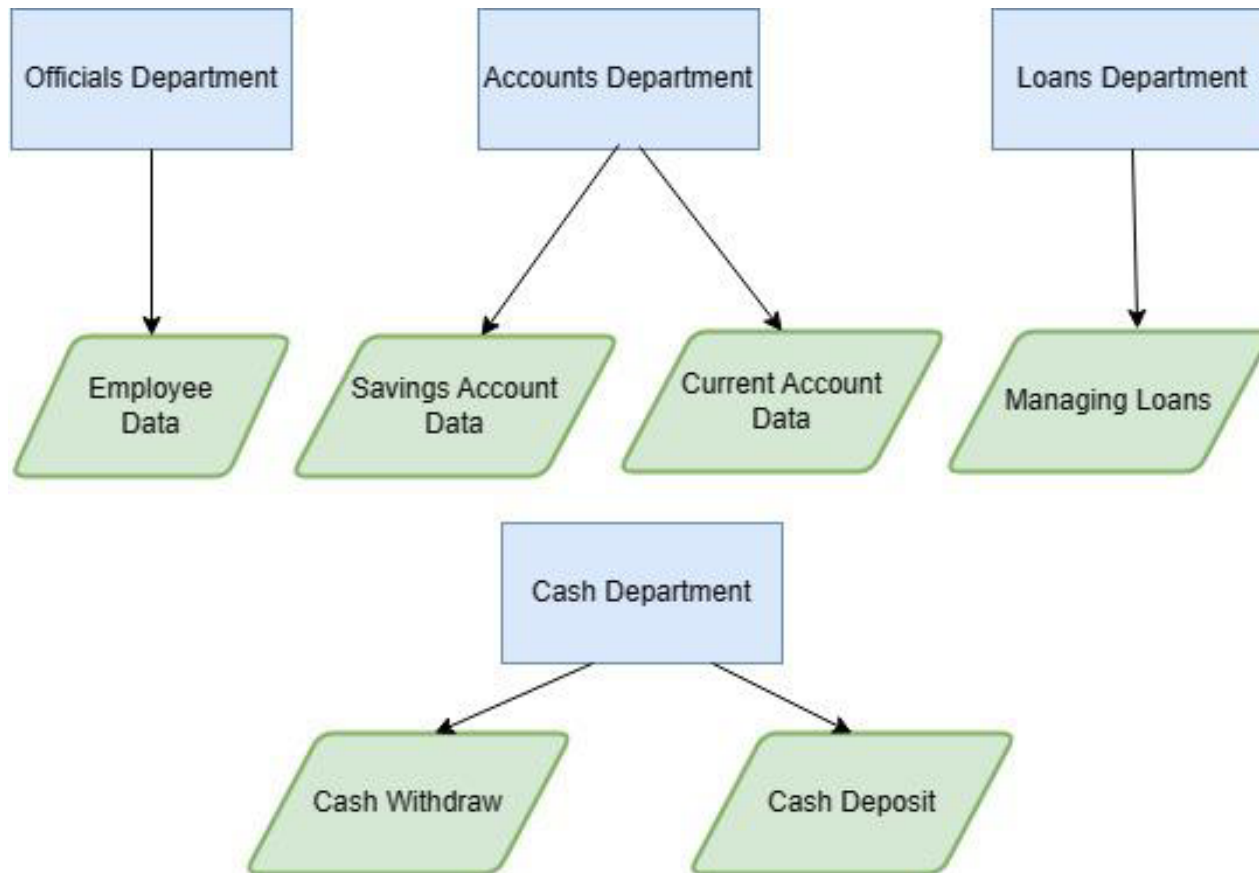 Officials Department
Accounts Department
Loans Department
Employee
Data
Savings Account
Data
Current Account
Data
Managing Loans
Cash Department
Cash Withdraw
Cash Deposit